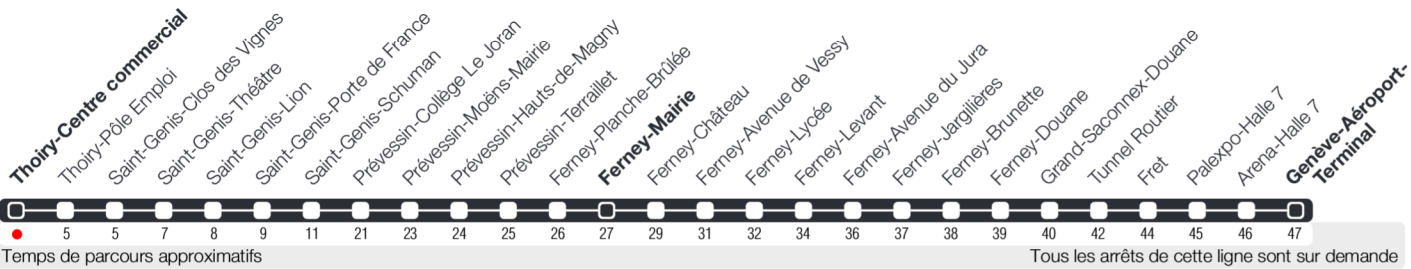 Thoiry-Centre commercial
Thoiry-Pôle Emploi
Saint-Genis-Clos des Vignes
Saint-Genis-Théâtre
Saint-Genis-Lion
Saint-Genis-Porte de France
Saint-Genis-Schuman
Prévessin-Collège Le Joran
Prévessin-Moëns-Mairie
Prévessin-Hauts-de-Magny
Prévessin-Terraillet
Ferney-Planche-Brûlée
Ferney-Mairie
Ferney-Château
Ferney-Avenue de Vessy
Ferney-Lycée
Ferney-Levant
Ferney-Avenue du Jura
Ferney-Jargilières
Ferney-Brunette
Ferney-Douane
Grand-Saconnex-Douane
Tunnel Routier
Fret
Palexpo-Halle 7
Arena-Halle 7
Genève-Aéroport-
Terminal
5 5 7 8 9 11 21 23 24 25 26 27 29 31 32 34 36 37 38 39 40 42 44 45 46 47
Temps de parcours approximatifs
Tous les arrêts de cette ligne sont sur demande